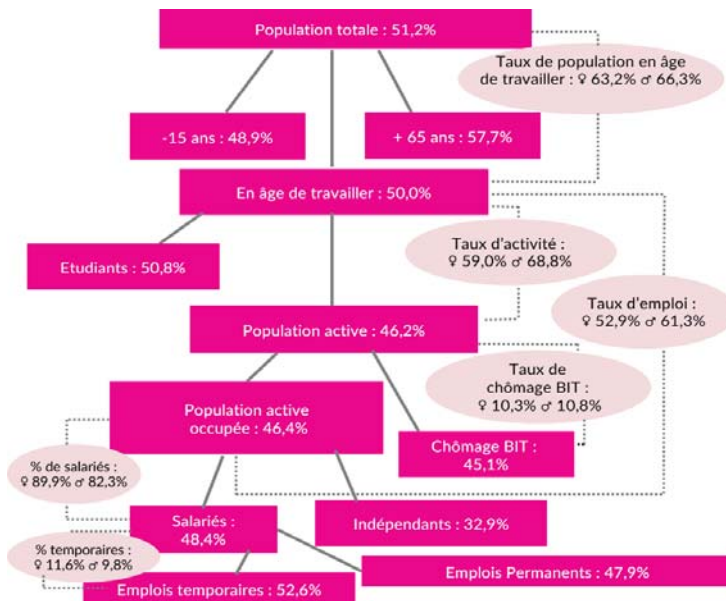 Population totale : 51,2%
Taux de population en âge
de travailler : ♀ 63,2% ♂ 66,3%
-15 ans : 48,9%
+ 65 ans : 57,7%
En âge de travailler : 50,0%
Taux d'activité :
♀ 59,0% ♂ 68,8%
Etudiants : 50,8%
Taux d'emploi :
♀ 52,9% ♂ 61,3%
Population active : 46,2%
Taux de
chômage BIT :
♀ 10,3% ♂ 10,8%
Population active
occupée : 46,4%
Chômage BIT :
45,1%
% de salariés :
♀ 89,9% ♂ 82,3%
Salariés :
48,4%
Indépendants : 32,9%
% temporaires :
♀ 11,6% ♂ 9,8%
Emplois temporaires : 52,6%
Emplois Permanents : 47,9%